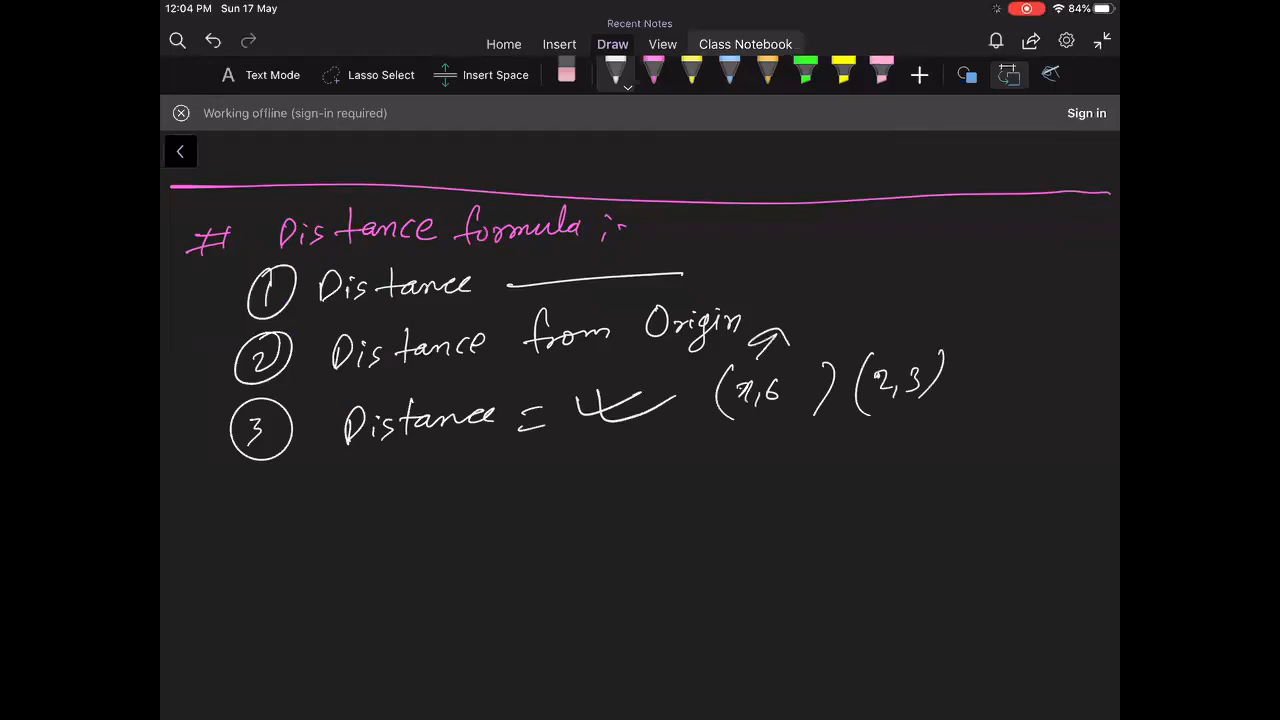 12:04 PM Sun 17 May
84%
Recent Notes
Home Insert Draw View Class Notebook
Text Mode Lasso Select Insert Space
Working offline (sign-in required) Sign in
# Distance formula :-
① Distance
② Distance from Origin
③ Distance = (x,6 ) (2,3)